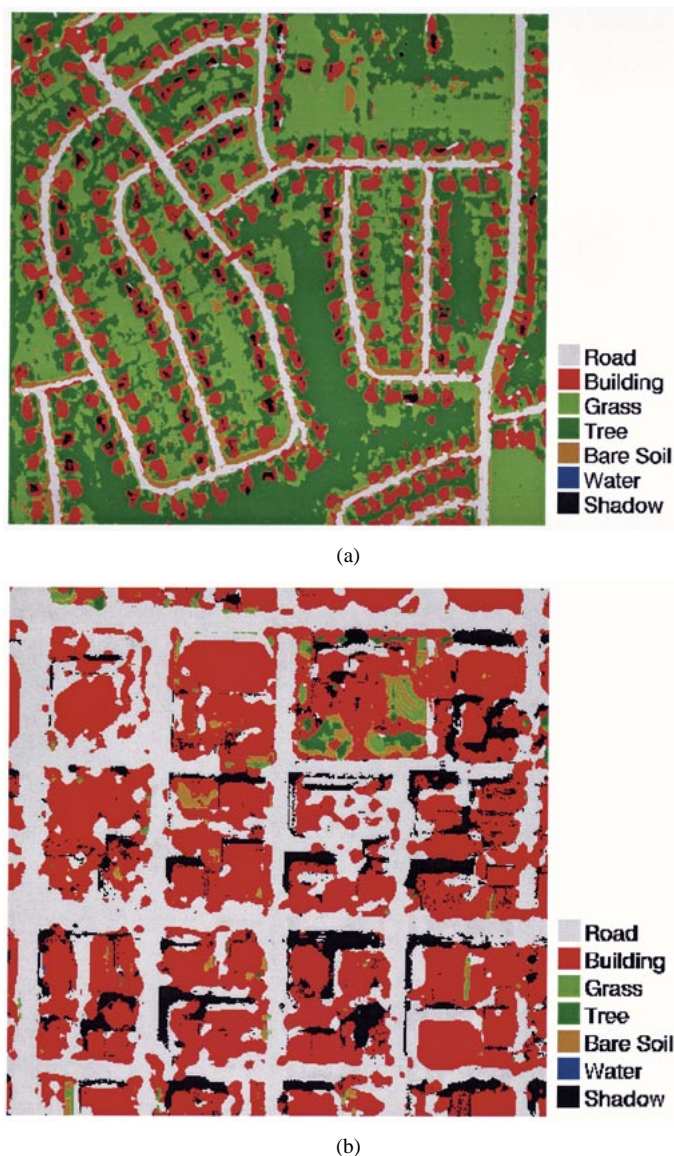 Road
Building
Grass
Tree
Bare Soil
Water
Shadow
(a)
Road
Building
Grass
Tree
Bare Soil
Water
Shadow
(b)